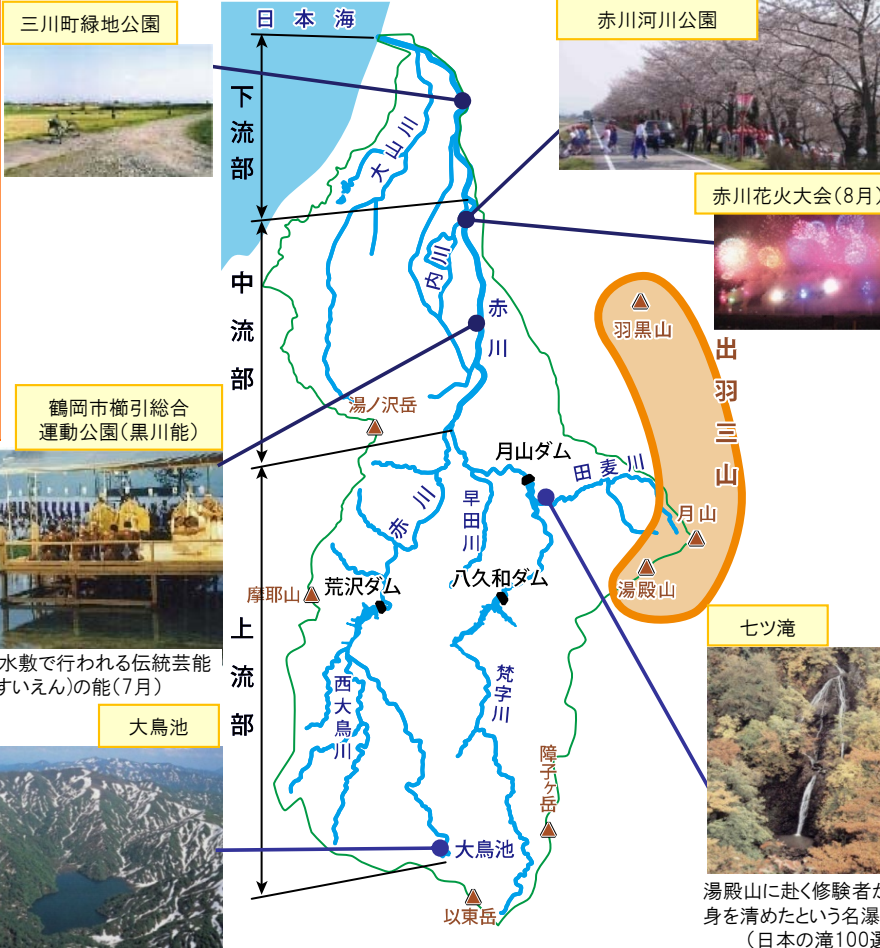 三川町緑地公園
日本海
赤川河川公園
下流部
大山川
赤川花火大会(8月)
中流部
内川
赤川
羽黒山
出羽三山
鶴岡市櫛引総合
運動公園(黒川能)
湯ノ沢岳
月山ダム
田麦川
赤川
早田川
月山
摩耶山
荒沢ダム
八久和ダム
湯殿山
上流部
七ツ滝
水敷で行われる伝統芸能
すいえん)の能(7月)
西大鳥川
梵字川
大鳥池
障子ヶ岳
大鳥池
以東岳
湯殿山に赴く修験者が
身を清めたという名瀑
(日本の滝100選